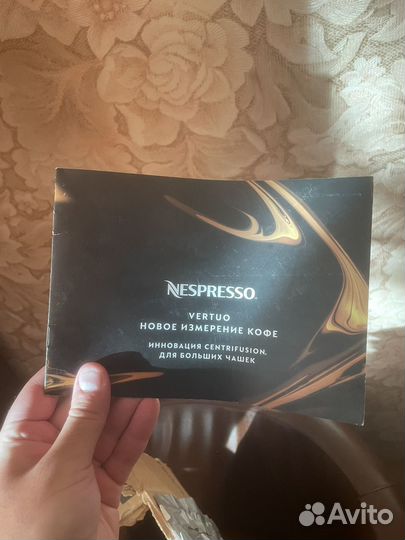 NESPRESSO
VERTUO
НОВОЕ ИЗМЕРЕНИЕ КОФЕ
ИННОВАЦИЯ CENTRIFUSION,
ДЛЯ БОЛЬШИХ ЧАШЕК
Avito